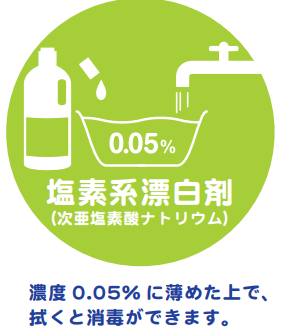 0.05%
塩素系漂白剤
(次亜塩素酸ナトリウム)
濃度 0.05% に薄めた上で、
拭くと消毒ができます。